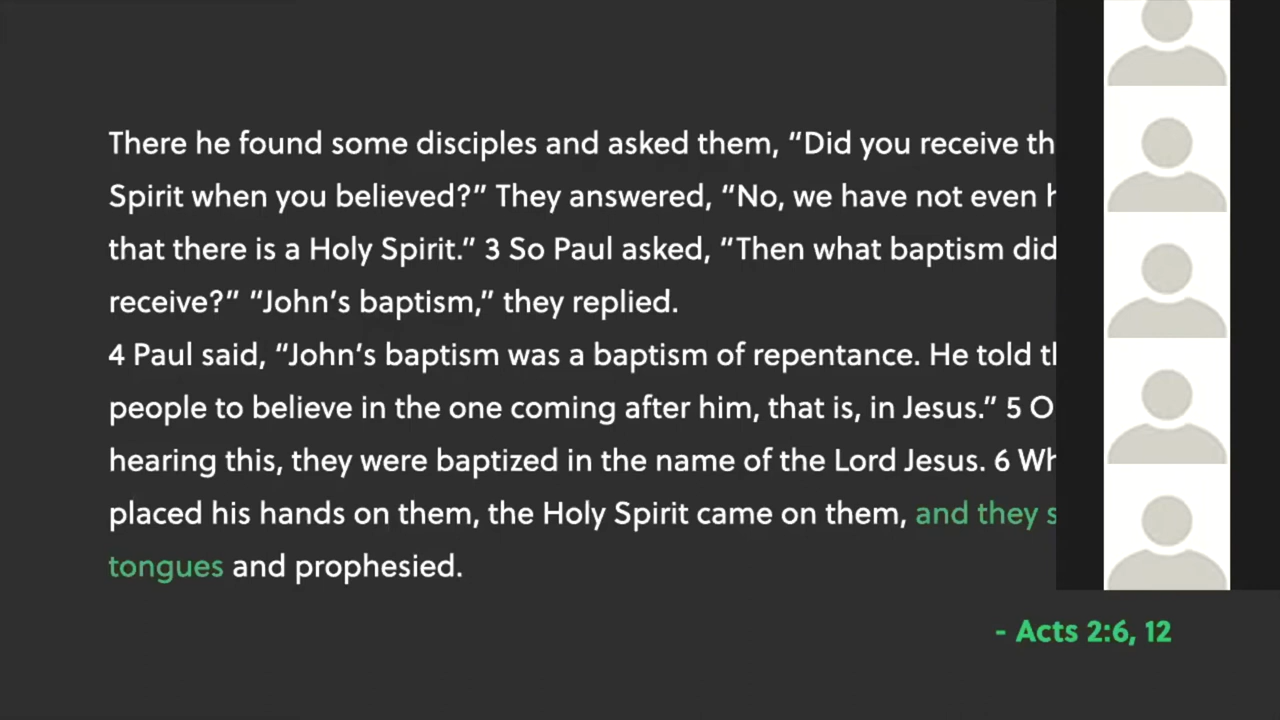 There he found some disciples and asked them, “Did you receive th
Spirit when you believed?” They answered, “No, we have not even h
that there is a Holy Spirit.” 3 So Paul asked, “Then what baptism did
receive?” “John’s baptism,” they replied.
4 Paul said, “John’s baptism was a baptism of repentance. He told th
people to believe in the one coming after him, that is, in Jesus.” 5 O
hearing this, they were baptized in the name of the Lord Jesus. 6 Wh
placed his hands on them, the Holy Spirit came on them, and they s
tongues and prophesied.
- Acts 2:6, 12